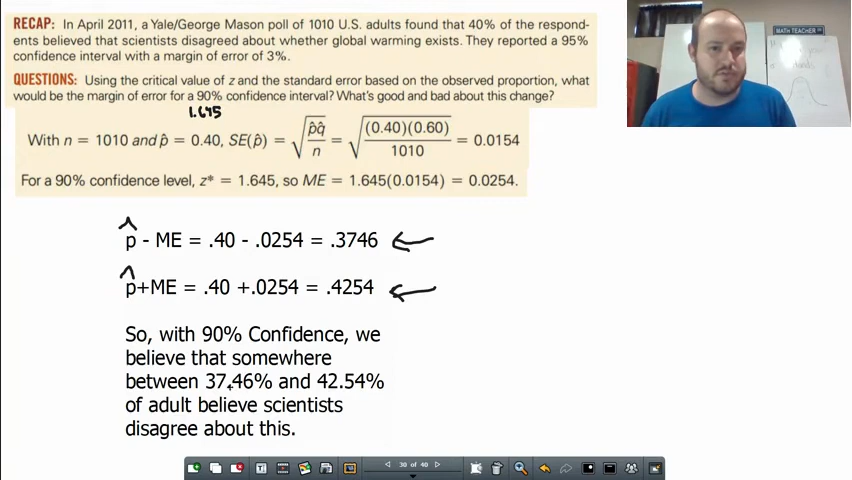 RECAP: In April 2011, a Yale/George Mason poll of 1010 U.S. adults found that 40% of the respond-
ents believed that scientists disagreed about whether global warming exists. They reported a 95%
confidence interval with a margin of error of 3%.
QUESTIONS: Using the critical value of z and the standard error based on the observed proportion, what
would be the margin of error for a 90% confidence interval? What's good and bad about this change?
1.645
With n = 1010 and p̂ = 0.40, SE(p̂) = √(p̂q̂/n) = √((0.40)(0.60)/1010) = 0.0154
For a 90% confidence level, z* = 1.645, so ME = 1.645(0.0154) = 0.0254.
p̂ - ME = .40 - .0254 = .3746
p̂+ME = .40 +.0254 = .4254
So, with 90% Confidence, we
believe that somewhere
between 37.46% and 42.54%
of adult believe scientists
disagree about this.
MATH TEACHER
30 of 40